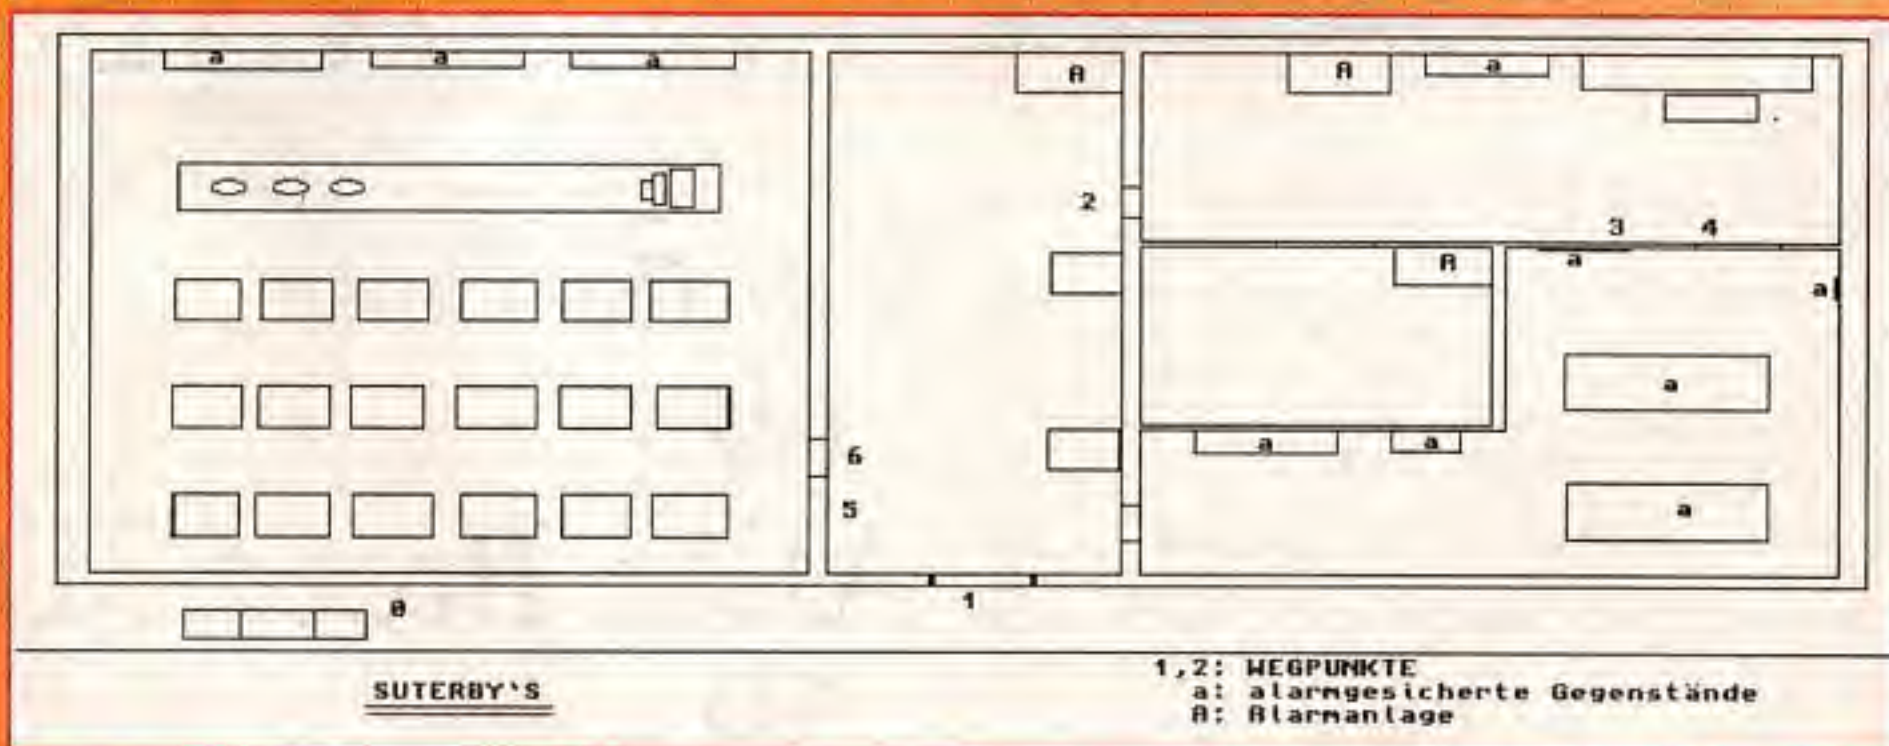 a a a
A A a
2
3 4
A a
a
a
a a
6
5 a
0 1
SUTERBY'S
1,2: WEGPUNKTE
a: alarmgesicherte Gegenstände
A: Alarmanlage